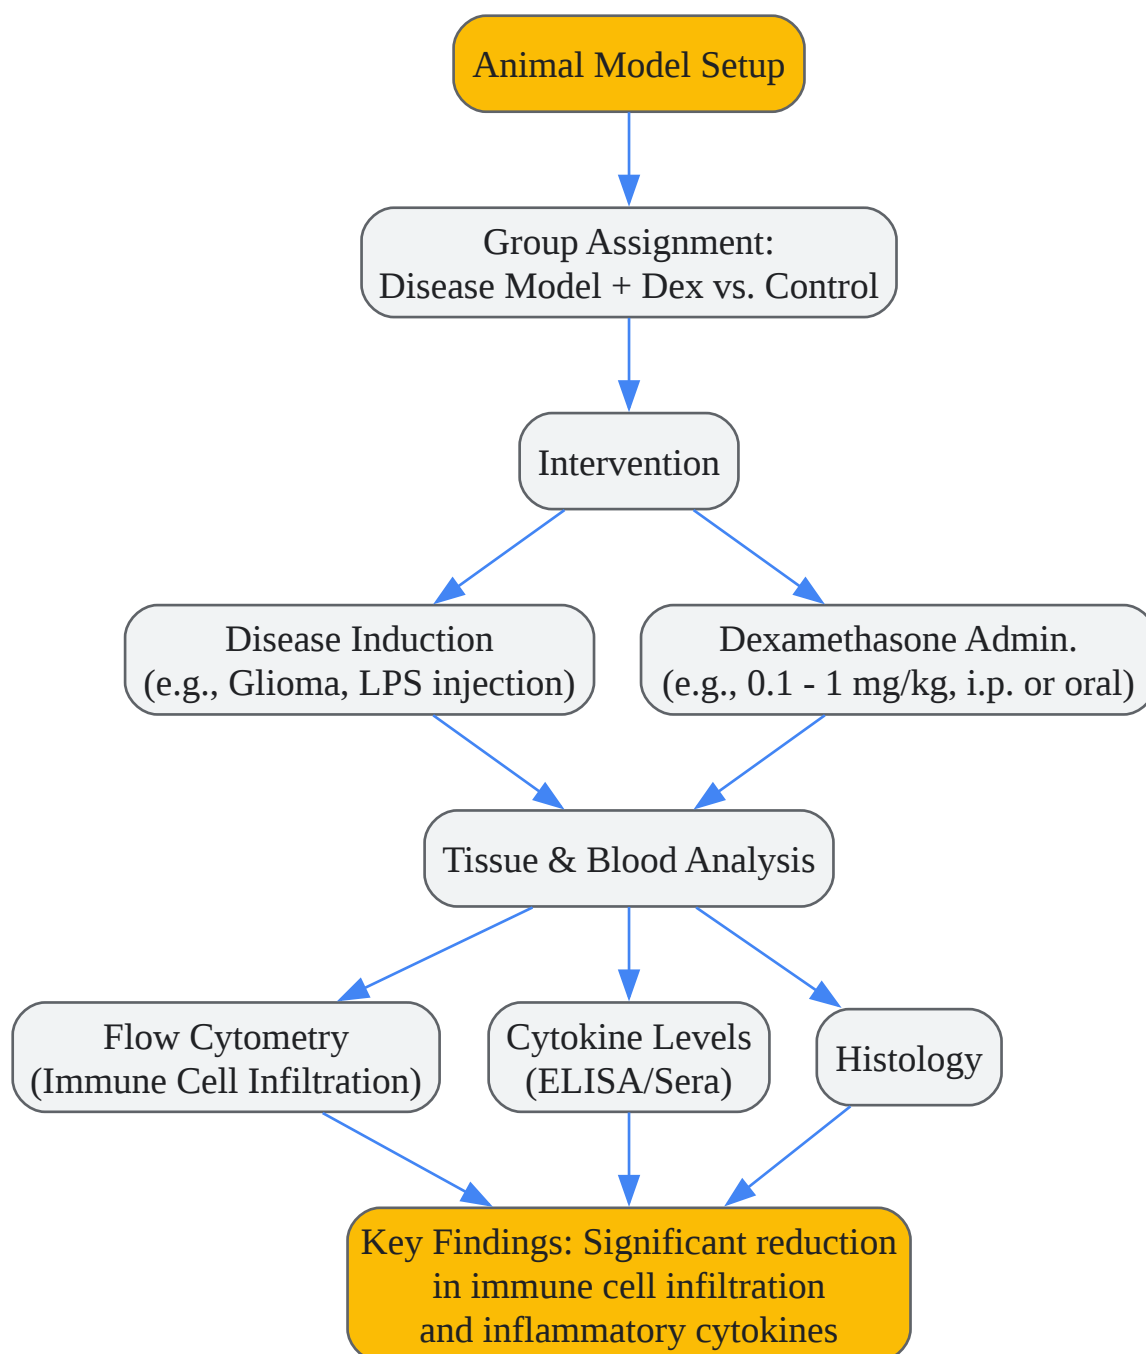 Animal Model Setup
Group Assignment:
Disease Model + Dex vs. Control
Intervention
Disease Induction
(e.g., Glioma, LPS injection)
Dexamethasone Admin.
(e.g., 0.1 - 1 mg/kg, i.p. or oral)
Tissue & Blood Analysis
Flow Cytometry
(Immune Cell Infiltration)
Cytokine Levels
(ELISA/Sera)
Histology
Key Findings: Significant reduction
in immune cell infiltration
and inflammatory cytokines